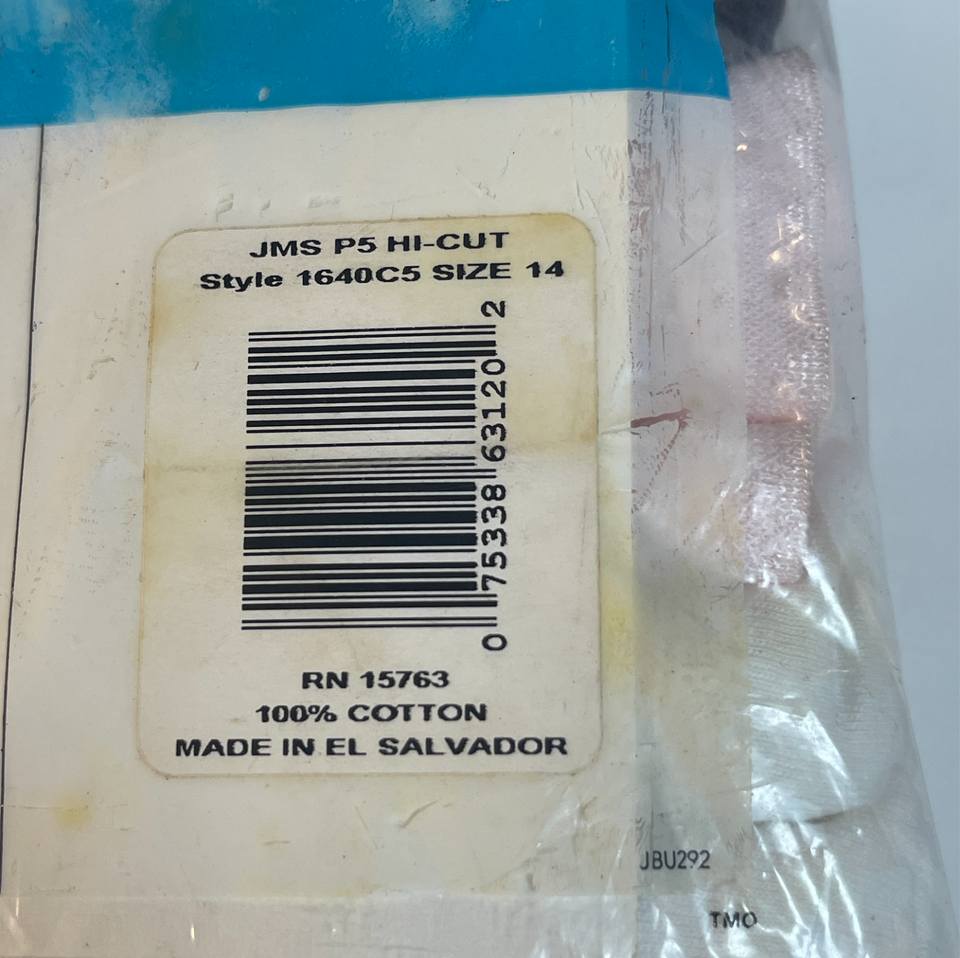 JMS P5 HI-CUT
Style 1640C5 SIZE 14
0 75338 63120 2
RN 15763
100% COTTON
MADE IN EL SALVADOR
JBU292
TMO